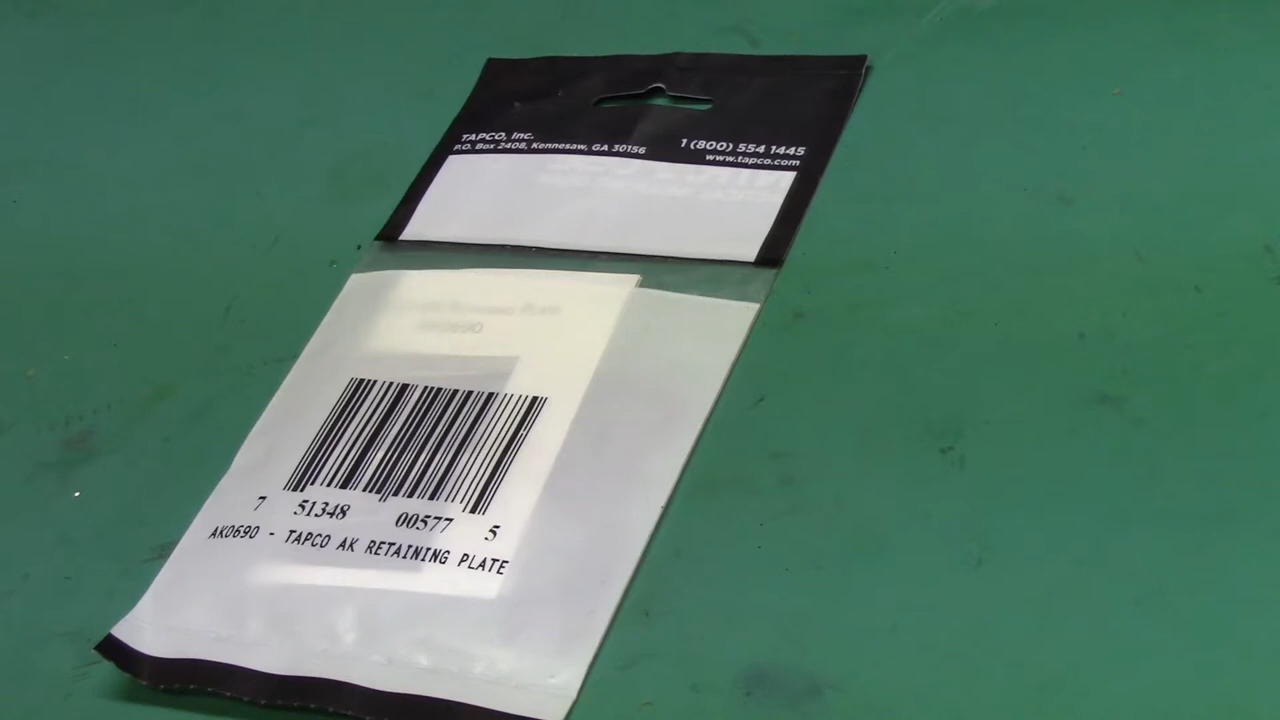 TAPCO, Inc.
P.O. Box 2408, Kennesaw, GA 30156
1 (800) 554 1445
www.tapco.com
7 51348 00577 5
AK0690 - TAPCO AK RETAINING PLATE